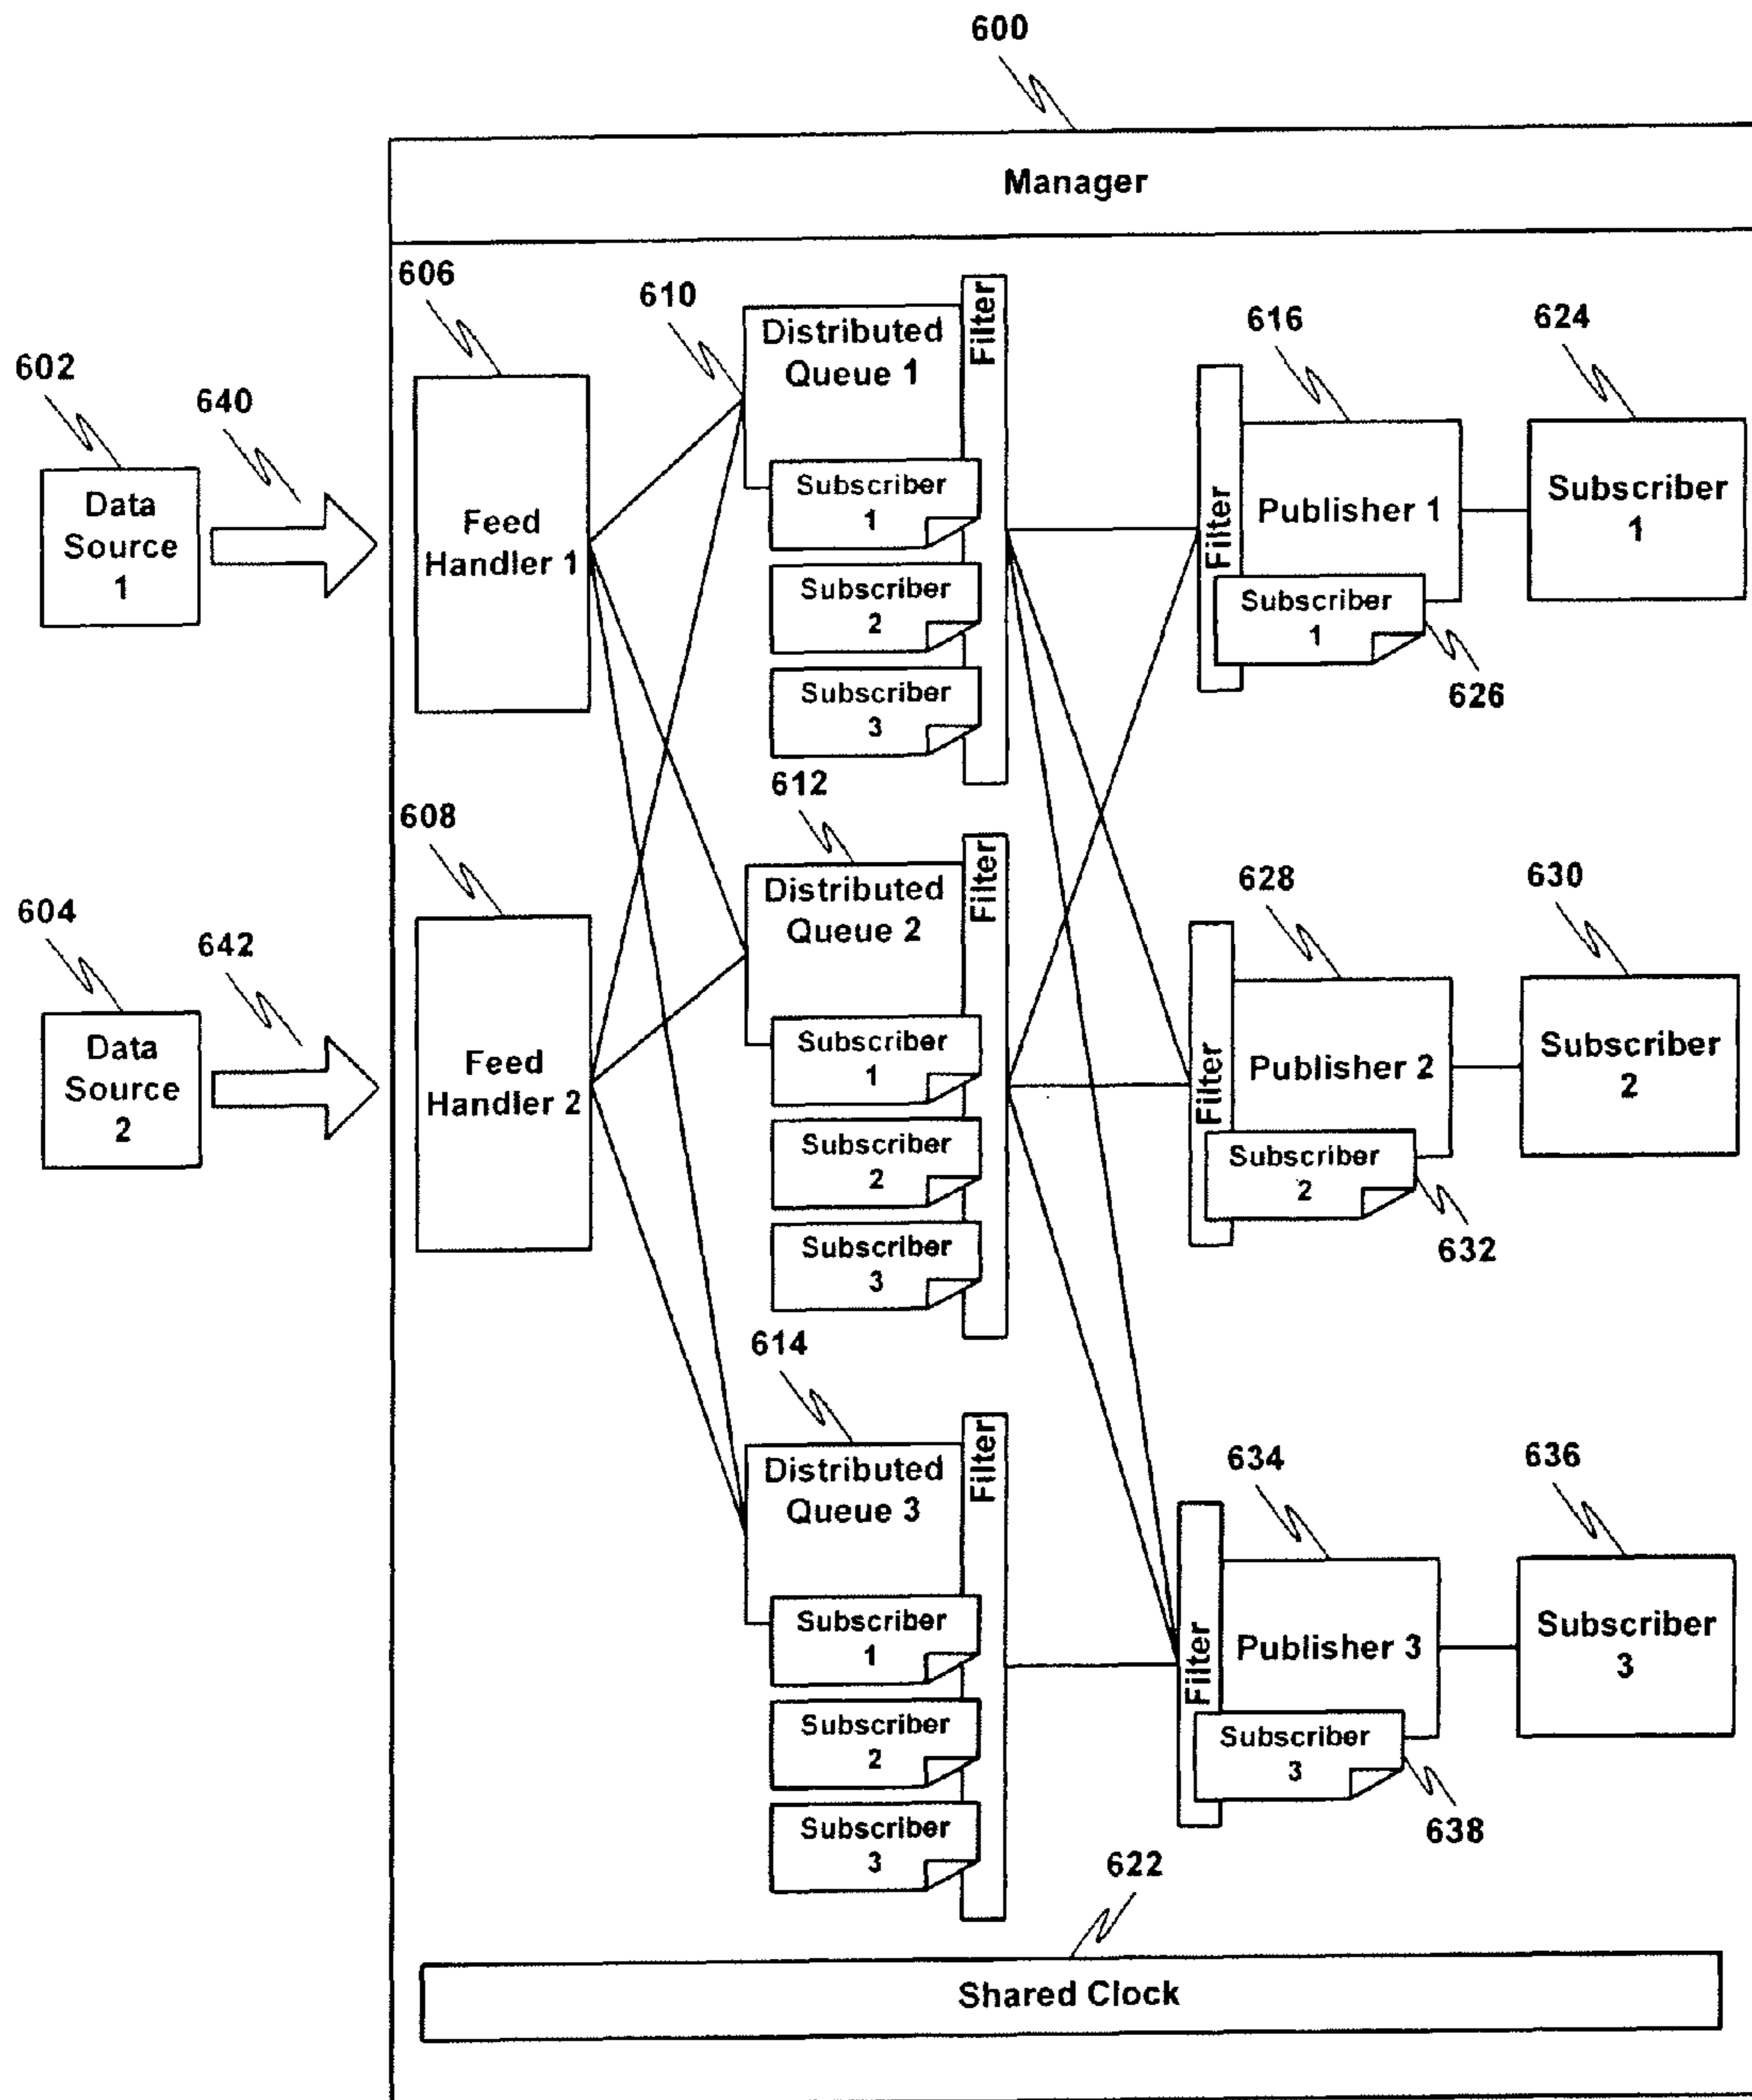 600
Manager
606
610
Distributed
Queue 1
Filter
616
624
602
640
Data
Source
1
Feed
Handler 1
Subscriber
1
Subscriber
2
Subscriber
3
Filter
Publisher 1
Subscriber
1
626
Subscriber
1
612
608
Distributed
Queue 2
Filter
628
630
604
642
Data
Source
2
Feed
Handler 2
Subscriber
1
Subscriber
2
Subscriber
3
Filter
Publisher 2
Subscriber
2
632
Subscriber
2
614
Distributed
Queue 3
Filter
634
636
Subscriber
1
Subscriber
2
Subscriber
3
Filter
Publisher 3
Subscriber
3
638
Subscriber
3
622
Shared Clock